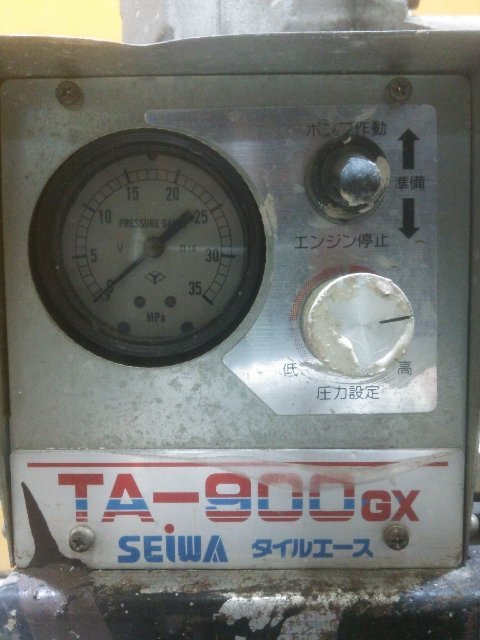 ポンプ作動
準備
エンジン停止
低
高
圧力設定
0
5
10
15
20
25
30
35
PRESSURE GAUGE
V
MPa
TA-900GX
SEIWA タイルエース